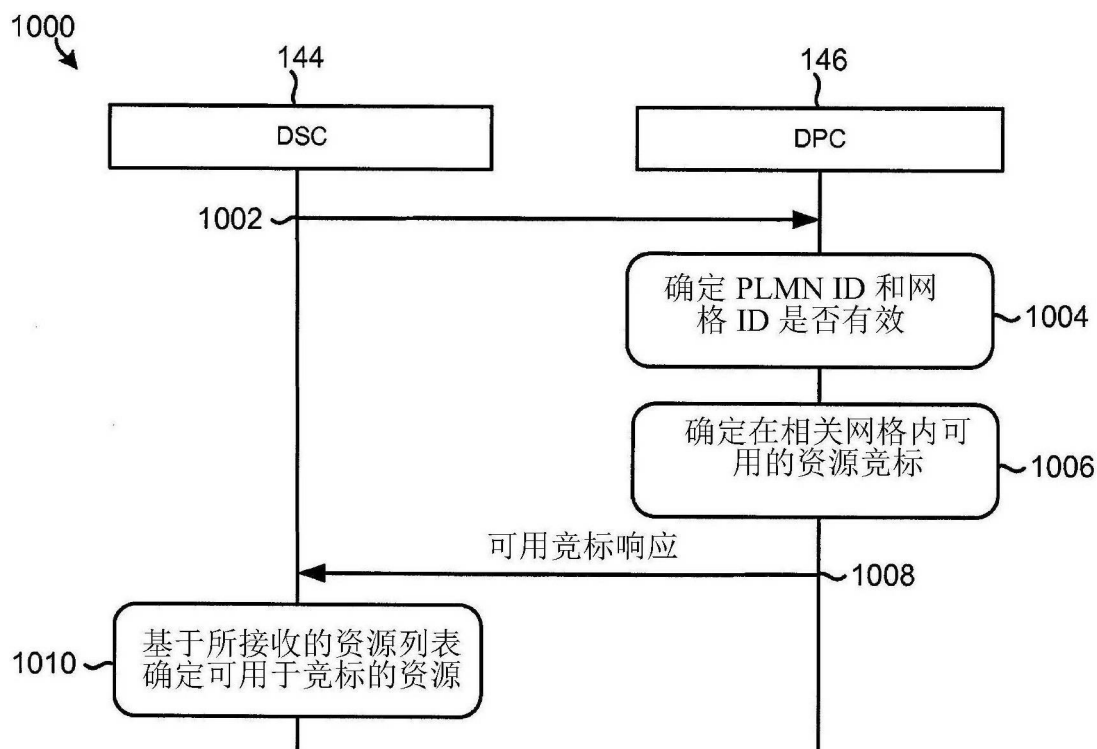 1000
144
146
DSC
DPC
1002
确定 PLMN ID 和网
格 ID 是否有效
1004
确定在相关网格内可
用的资源竞标
1006
可用竞标响应
1008
基于所接收的资源列表
确定可用于竞标的资源
1010